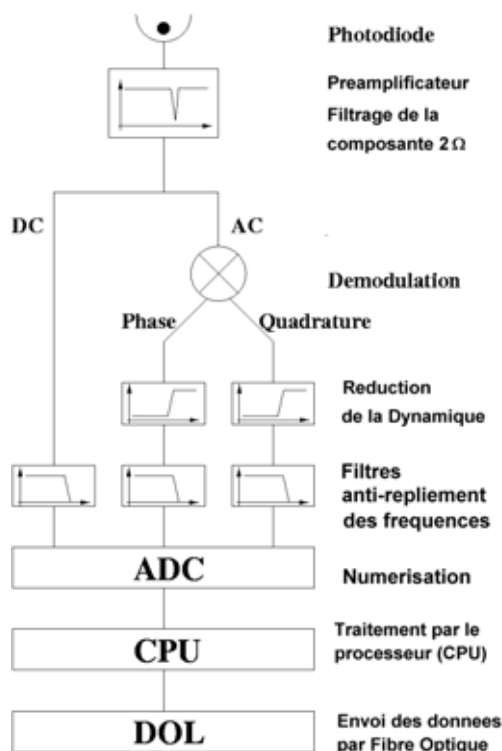 Photodiode
Preamplificateur
Filtrage de la
composante 2 Ω
DC
AC
Demodulation
Phase
Quadrature
Reduction
de la Dynamique
Filtres
anti-repliement
des frequences
ADC
Numerisation
CPU
Traitement par le
processeur (CPU)
DOL
Envoi des donnees
par Fibre Optique